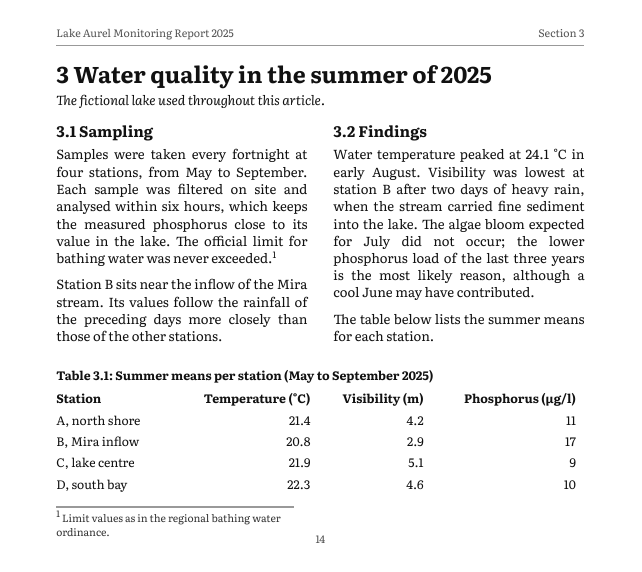 Lake Aurel Monitoring Report 2025 Section 3
3 Water quality in the summer of 2025
The fictional lake used throughout this article.
3.1 Sampling
Samples were taken every fortnight at
four stations, from May to September.
Each sample was filtered on site and
analysed within six hours, which keeps
the measured phosphorus close to its
value in the lake. The official limit for
bathing water was never exceeded.¹
Station B sits near the inflow of the Mira
stream. Its values follow the rainfall of
the preceding days more closely than
those of the other stations.
3.2 Findings
Water temperature peaked at 24.1 °C in
early August. Visibility was lowest at
station B after two days of heavy rain,
when the stream carried fine sediment
into the lake. The algae bloom expected
for July did not occur; the lower
phosphorus load of the last three years
is the most likely reason, although a
cool June may have contributed.
The table below lists the summer means
for each station.
Table 3.1: Summer means per station (May to September 2025)
Station Temperature (°C) Visibility (m) Phosphorus (µg/l)
A, north shore 21.4 4.2 11
B, Mira inflow 20.8 2.9 17
C, lake centre 21.9 5.1 9
D, south bay 22.3 4.6 10
¹ Limit values as in the regional bathing water
ordinance.
14